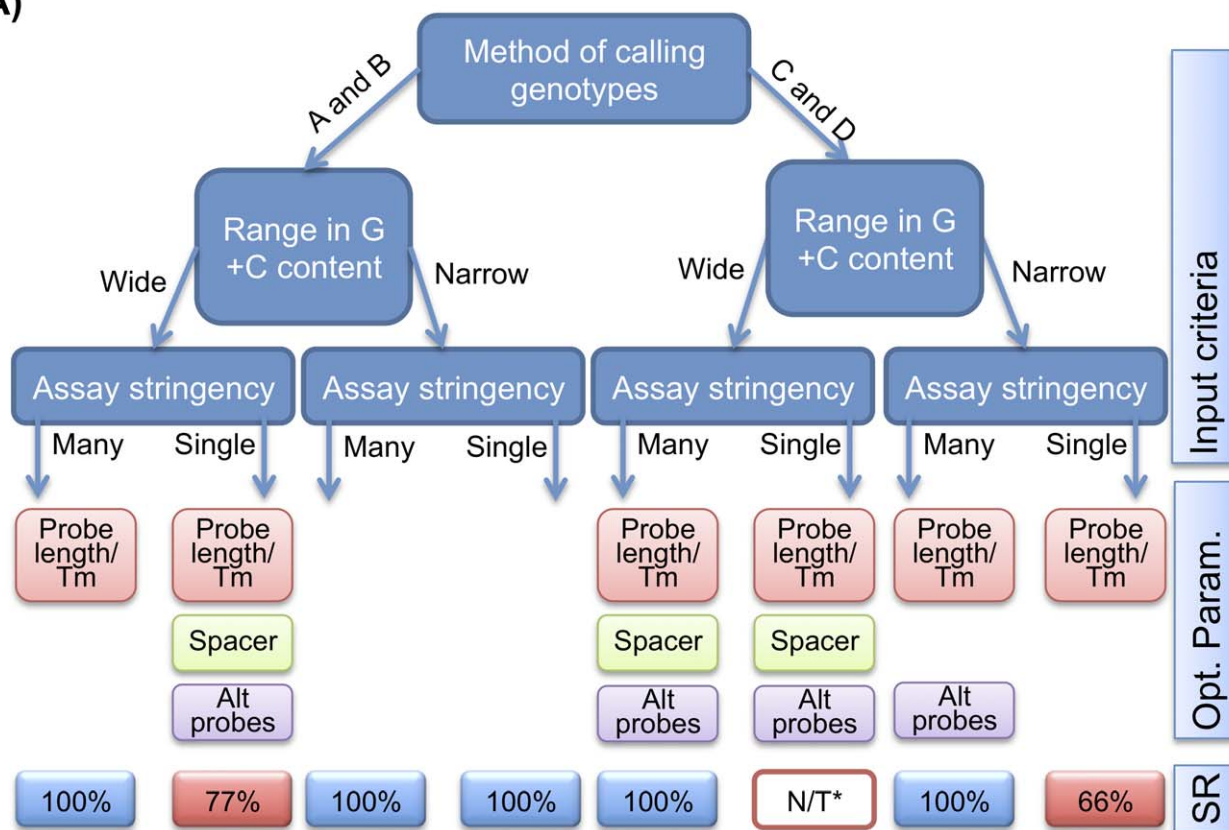 A)
Method of calling
genotypes
A and B
C and D
Range in G
+C content
Range in G
+C content
Wide
Narrow
Wide
Narrow
Assay stringency
Assay stringency
Assay stringency
Assay stringency
Many
Single
Many
Single
Many
Single
Many
Single
Input criteria
Probe
length/
Tm
Probe
length/
Tm
Probe
length/
Tm
Probe
length/
Tm
Probe
length/
Tm
Probe
length/
Tm
Spacer
Spacer
Spacer
Alt
probes
Alt
probes
Alt
probes
Alt
probes
Opt. Param.
100%
77%
100%
100%
100%
N/T*
100%
66%
SR